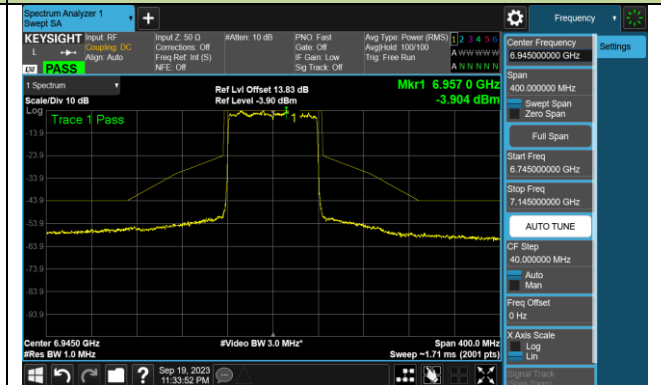 Spectrum Analyzer 1
Swept SA
+
Frequency
KEYSIGHT
L
Input: RF
Coupling: DC
Align: Auto
Input Z: 50 Ω
Corrections: Off
Freq Ref: Int (S)
NFE: Off
#Atten: 10 dB
PNO: Fast
Gate: Off
IF Gain: Low
Sig Track: Off
Avg Type: Power (RMS)
Avg|Hold: 100/100
Trig: Free Run
1 2 3 4 5 6
A W W W W W
A N N N N N
LXI
PASS
1 Spectrum
Scale/Div 10 dB
Ref Lvl Offset 13.83 dB
Ref Level -3.90 dBm
Mkr1 6.957 0 GHz
-3.904 dBm
Log
Trace 1 Pass
1
-13.9
-23.9
-33.9
-43.9
-53.9
-63.9
-73.9
-83.9
-93.9
Center 6.9450 GHz
#Res BW 1.0 MHz
#Video BW 3.0 MHz*
Span 400.0 MHz
Sweep ~1.71 ms (2001 pts)
Center Frequency
6.945000000 GHz
Settings
Span
400.000000 MHz
Swept Span
Zero Span
Full Span
Start Freq
6.745000000 GHz
Stop Freq
7.145000000 GHz
AUTO TUNE
CF Step
40.000000 MHz
Auto
Man
Freq Offset
0 Hz
X Axis Scale
Log
Lin
Signal Track
(Span Zoom)
?
Sep 19, 2023
11:33:52 PM